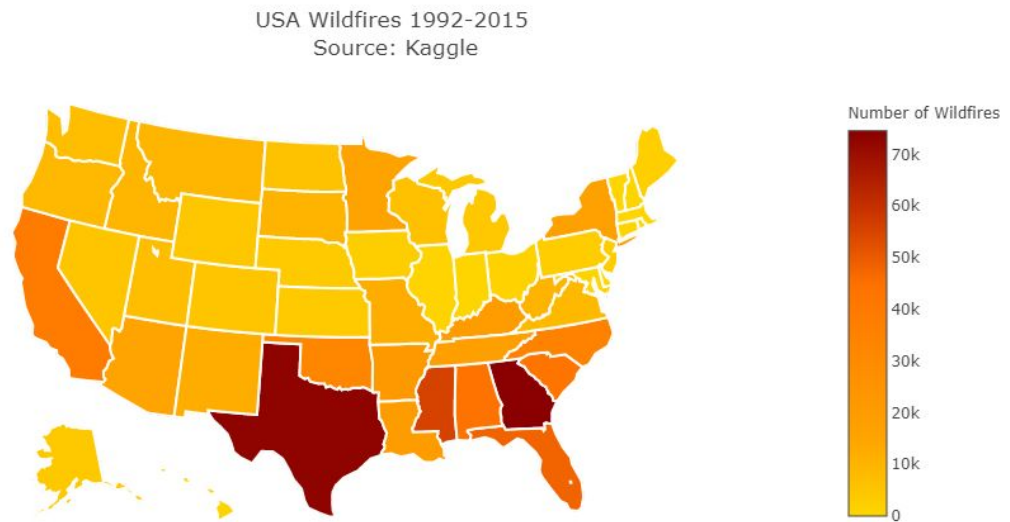 USA Wildfires 1992-2015
Source: Kaggle
Number of Wildfires
70k
60k
50k
40k
30k
20k
10k
0